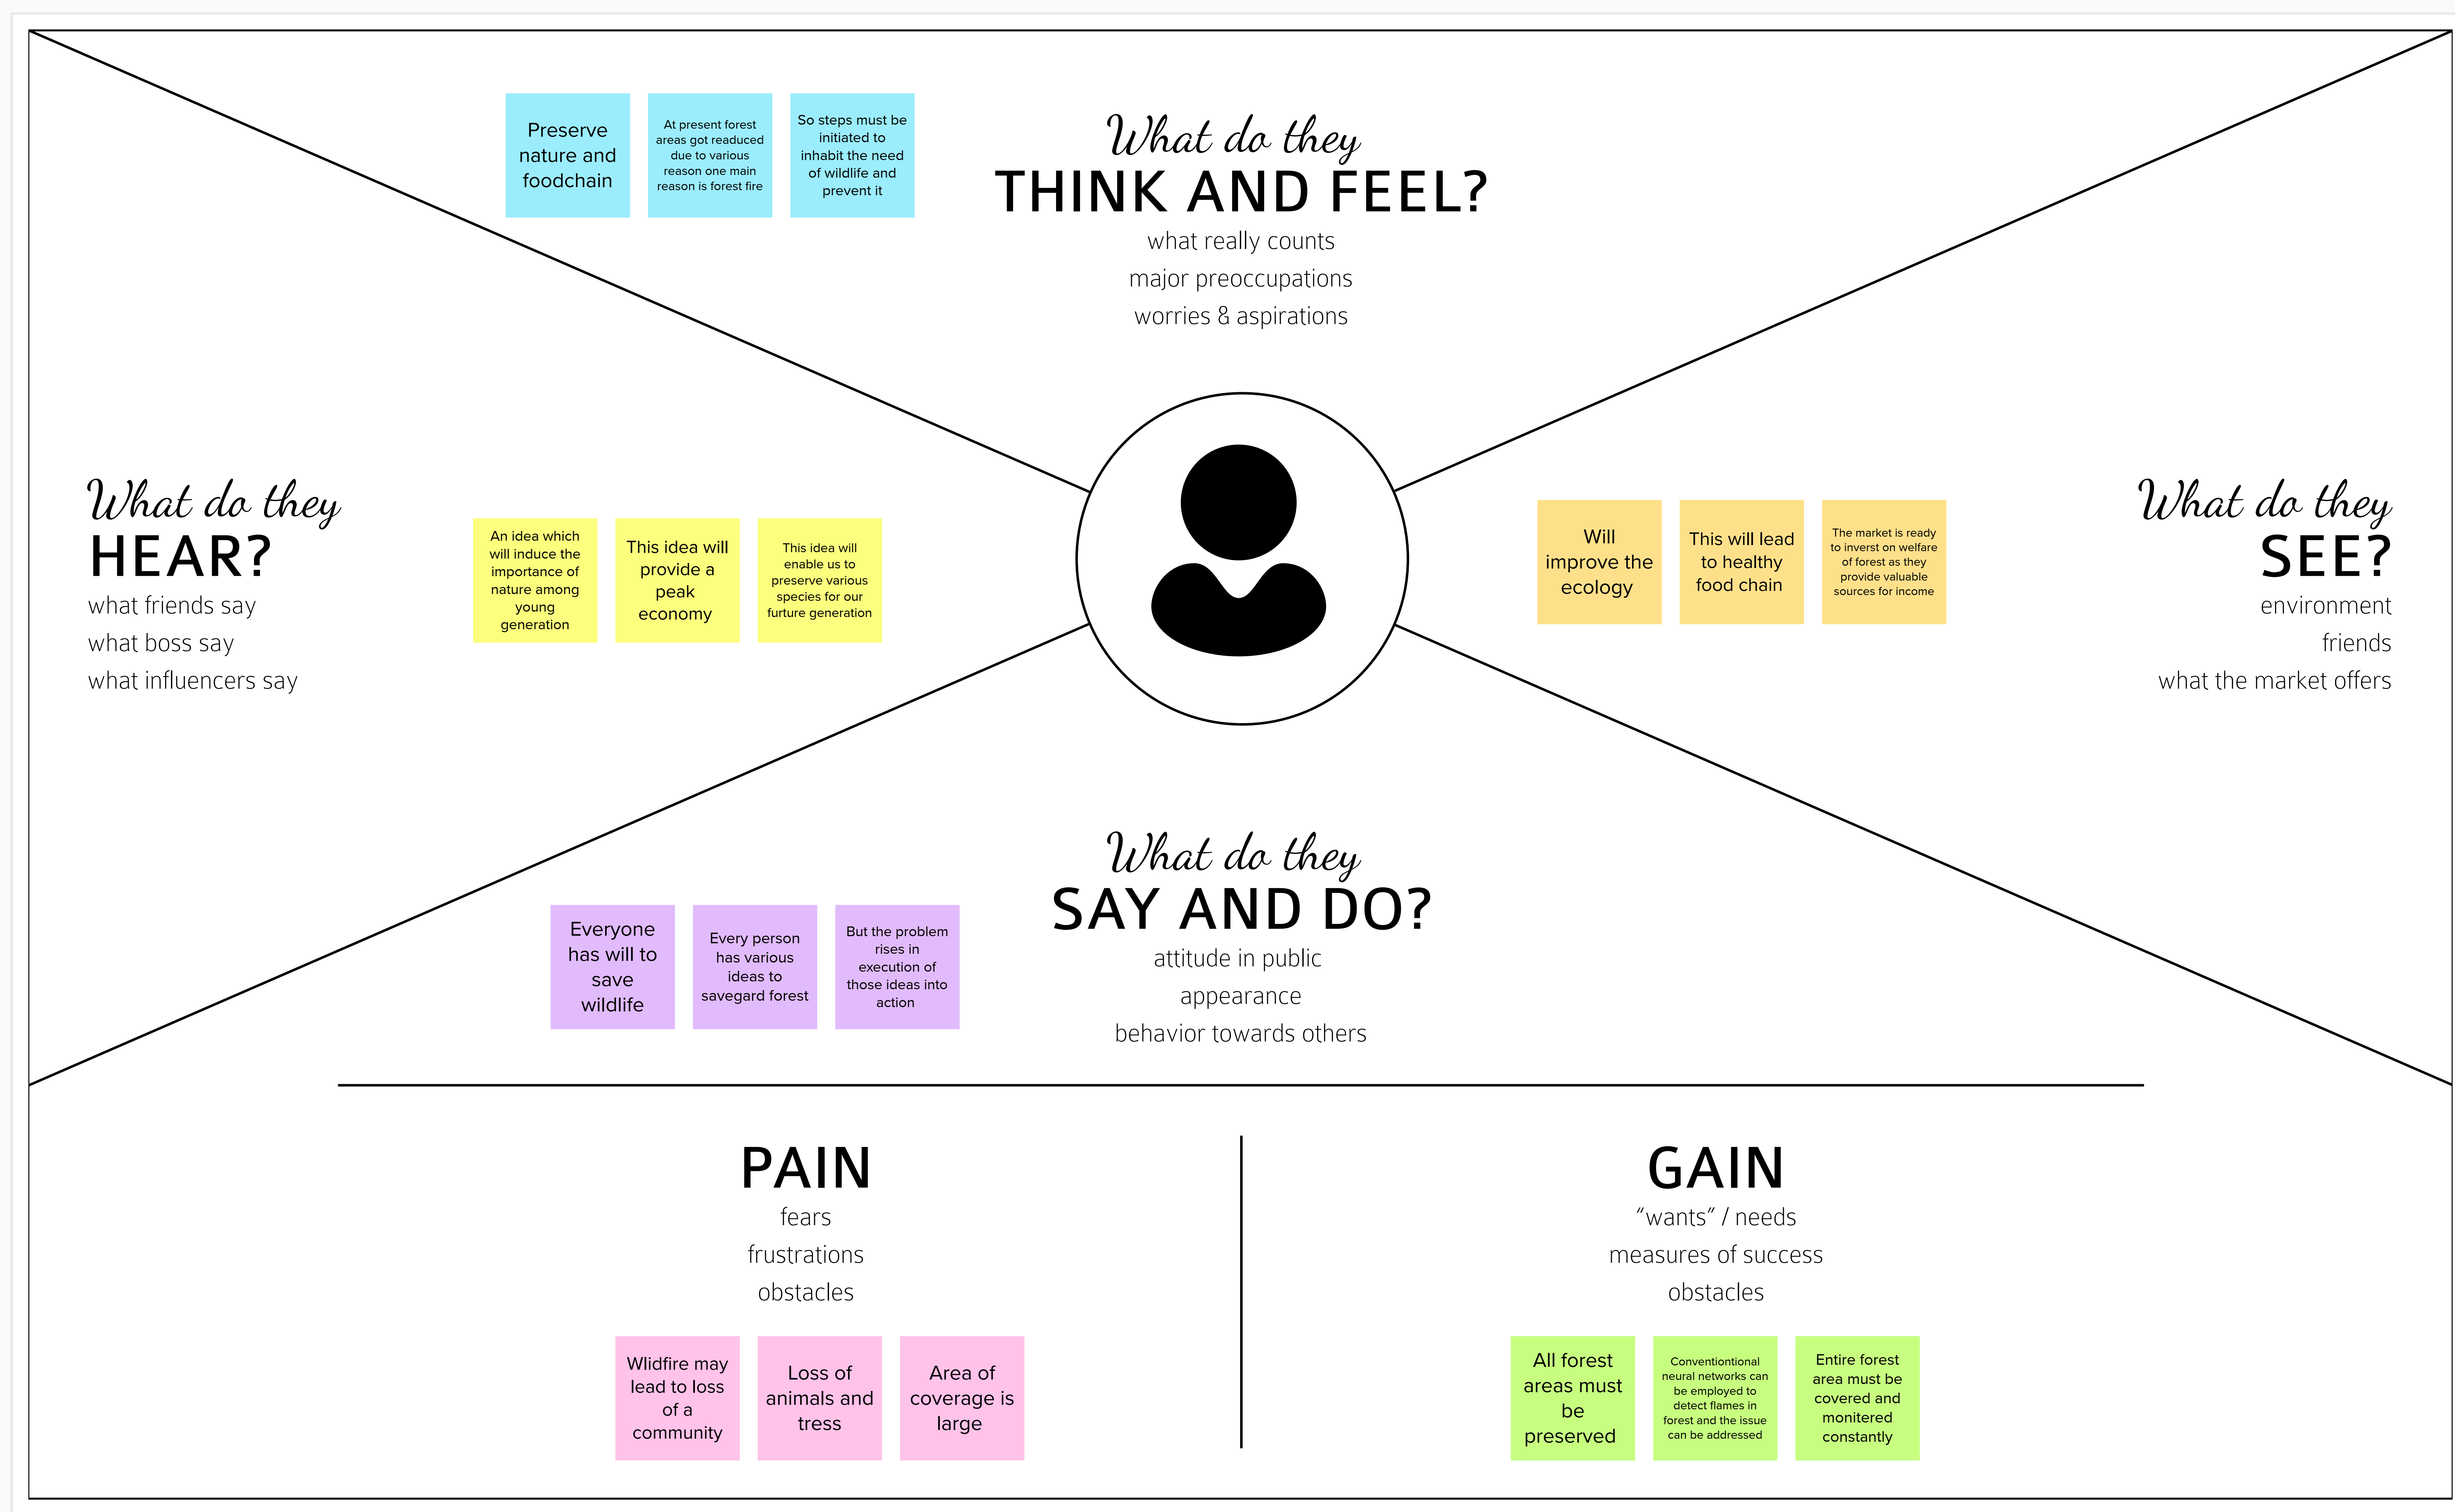 Preserve
nature and
foodchain
At present forest
areas got readuced
due to various
reason one main
reason is forest fire
So steps must be
initiated to
inhabit the need
of wildlife and
prevent it
What do they
THINK AND FEEL?
what really counts
major preoccupations
worries & aspirations
What do they
HEAR?
what friends say
what boss say
what influencers say
An idea which
will induce the
importance of
nature among
young
generation
This idea will
provide a
peak
economy
This idea will
enable us to
preserve various
species for our
furture generation
Will
improve the
ecology
This will lead
to healthy
food chain
The market is ready
to inverst on welfare
of forest as they
provide valuable
sources for income
What do they
SEE?
environment
friends
what the market offers
Everyone
has will to
save
wildlife
Every person
has various
ideas to
savegard forest
But the problem
rises in
execution of
those ideas into
action
What do they
SAY AND DO?
attitude in public
appearance
behavior towards others
PAIN
fears
frustrations
obstacles
Wlidfire may
lead to loss
of a
community
Loss of
animals and
tress
Area of
coverage is
large
GAIN
“wants” / needs
measures of success
obstacles
All forest
areas must
be
preserved
Conventiontional
neural networks can
be employed to
detect flames in
forest and the issue
can be addressed
Entire forest
area must be
covered and
monitered
constantly